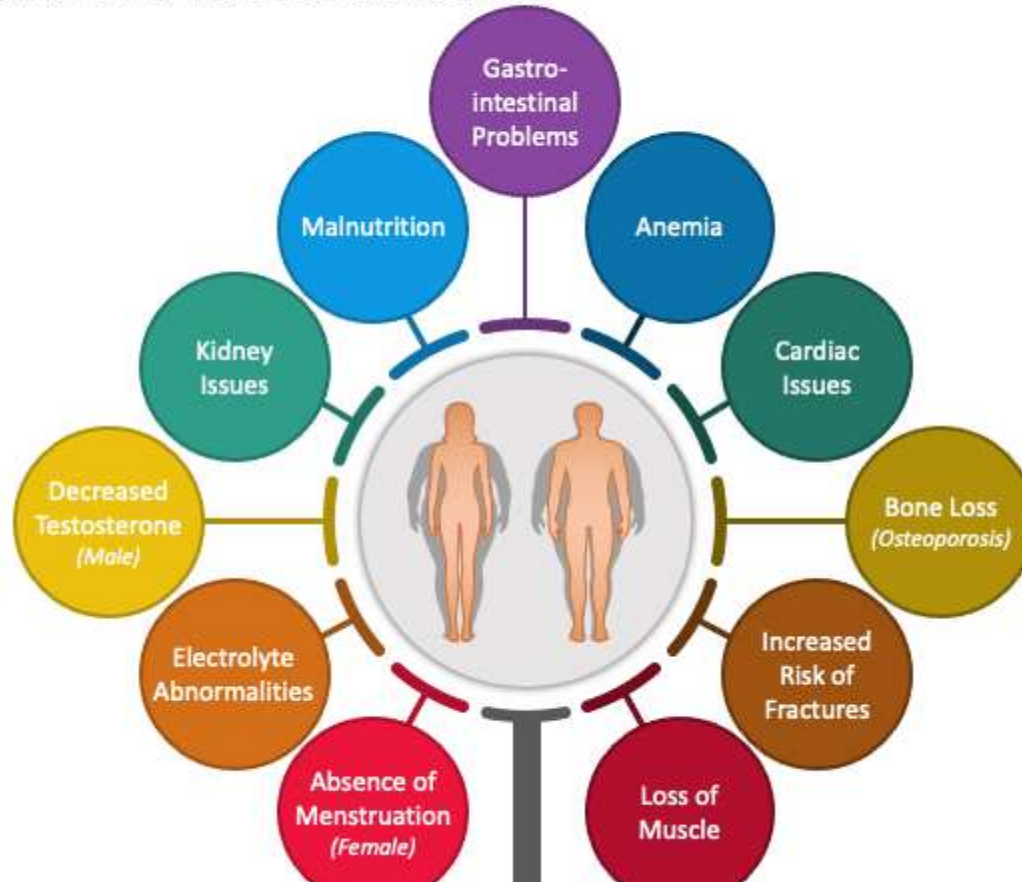 Gastro-
intestinal
Problems
Malnutrition
Anemia
Kidney
Issues
Cardiac
Issues
Decreased
Testosterone
(Male)
Bone Loss
(Osteoporosis)
Electrolyte
Abnormalities
Increased
Risk of
Fractures
Absence of
Menstruation
(Female)
Loss of
Muscle